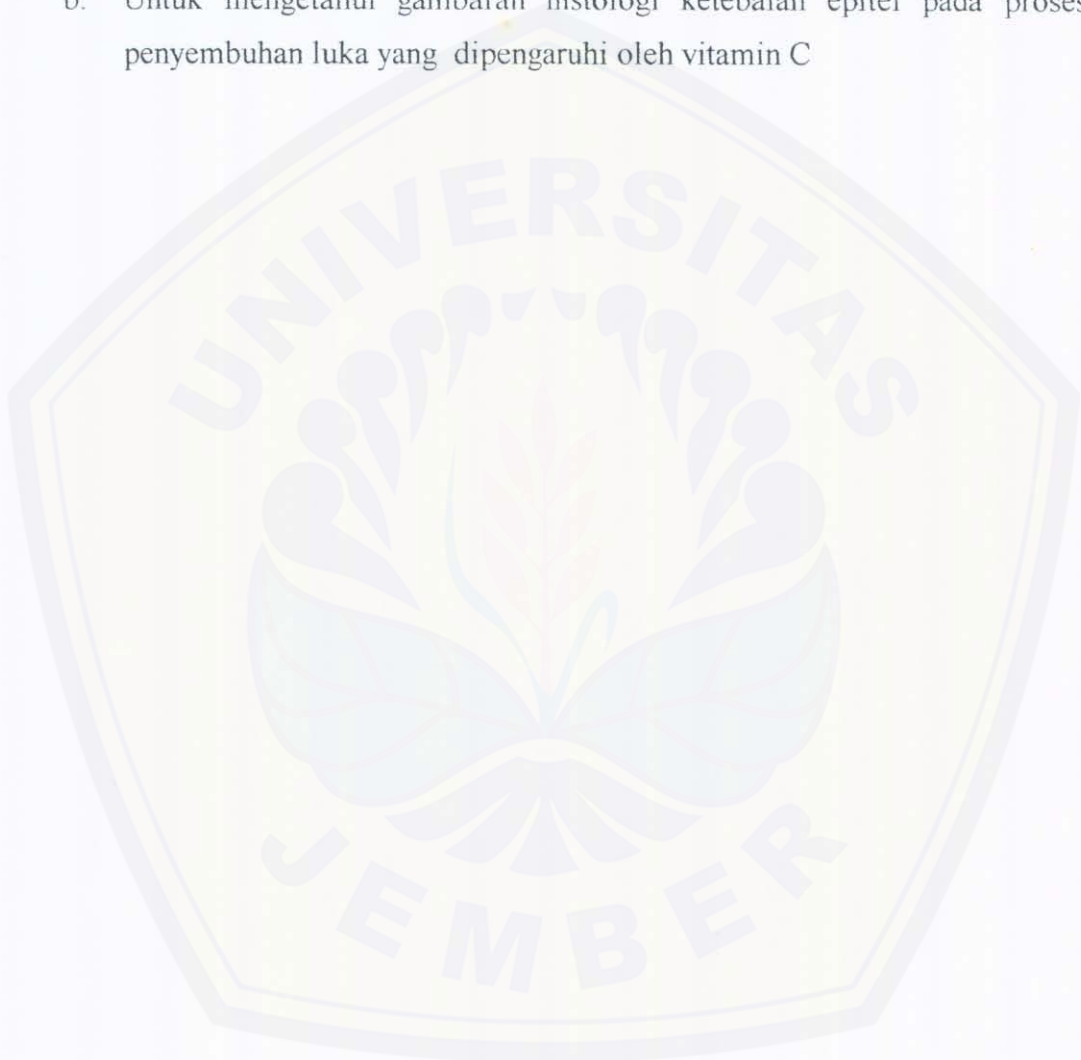 b. Untuk mengetahui gambaran histologi ketebalan epitel pada proses
penyembuhan luka yang dipengaruhi oleh vitamin C
UNIVERSITAS
JEMBER